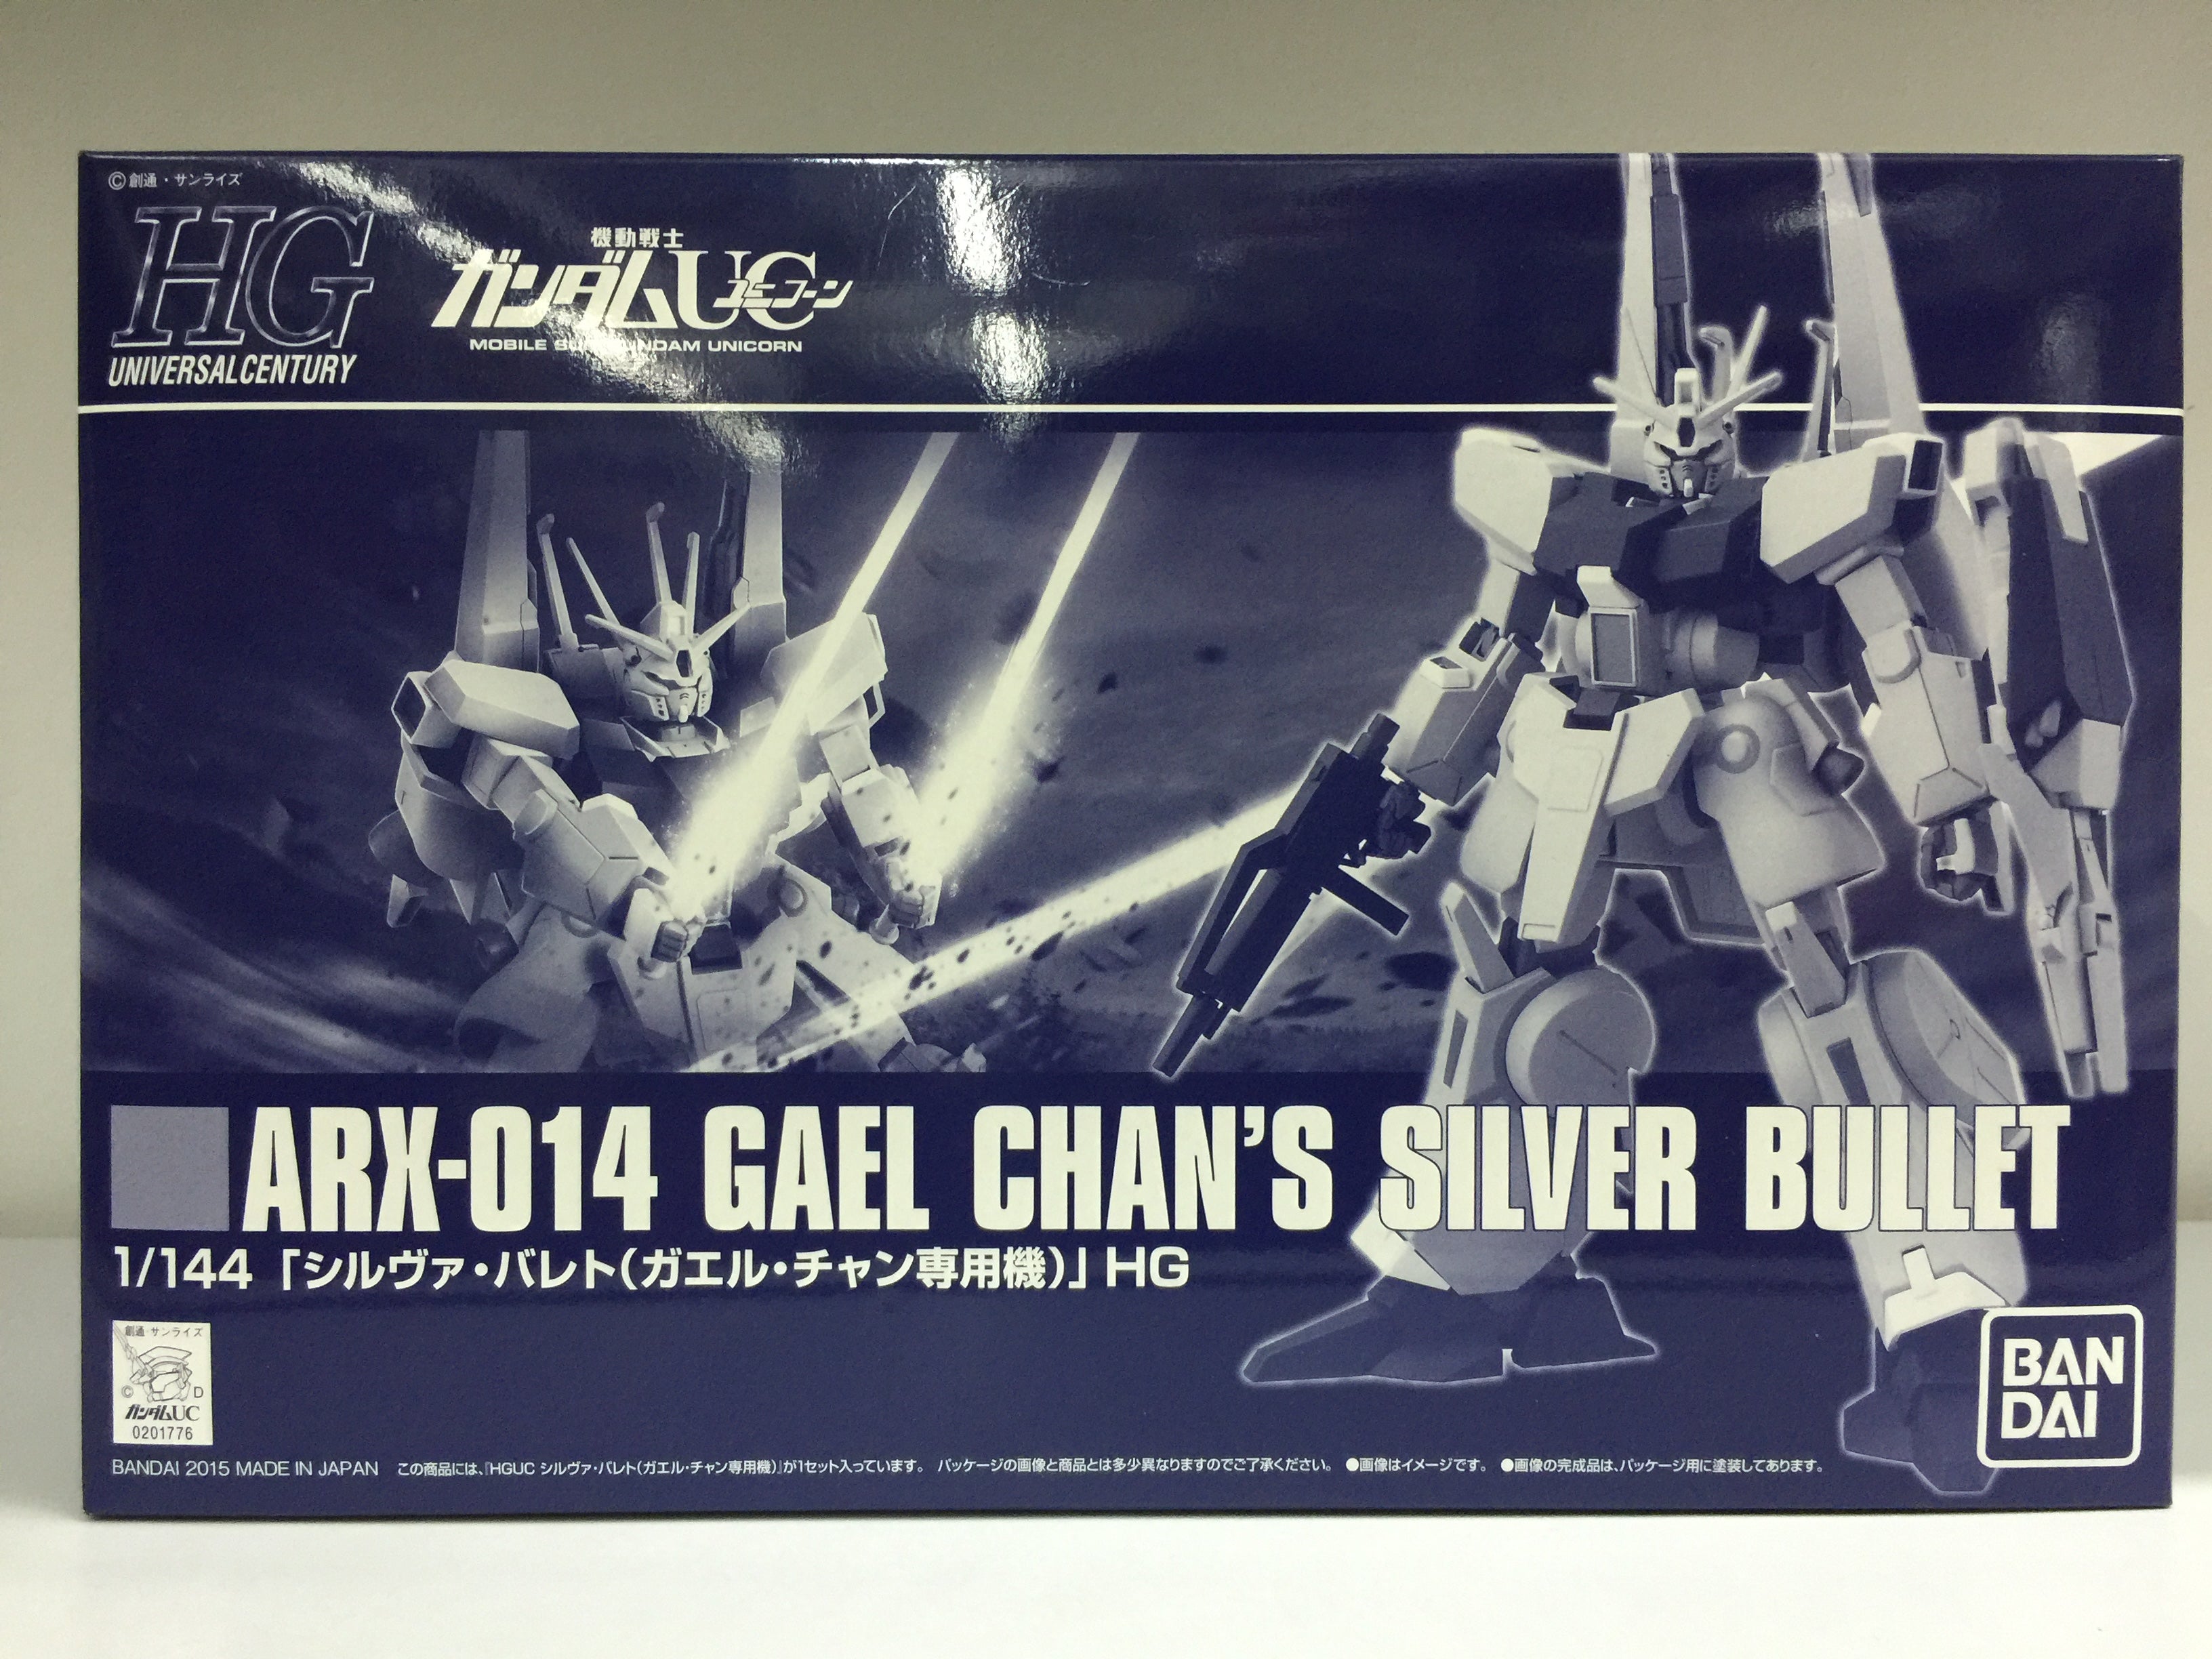 ©創通・サンライズ
HG
UNIVERSALCENTURY
機動戦士
ガンダムUC
ユニコーン
MOBILE SUIT GUNDAM UNICORN
ARX-014 GAEL CHAN'S SILVER BULLET
1/144 「シルヴァ・バレト(ガエル・チャン専用機)」 HG
創通・サンライズ
© D
ガンダムUC
0201776
BAN
DAI
BANDAI 2015 MADE IN JAPAN この商品には、『HGUC シルヴァ・バレト(ガエル・チャン専用機)』が1セット入っています。 パッケージの画像と商品とは多少異なりますのでご了承ください。 ●画像はイメージです。 ●画像の完成品は、パッケージ用に塗装してあります。